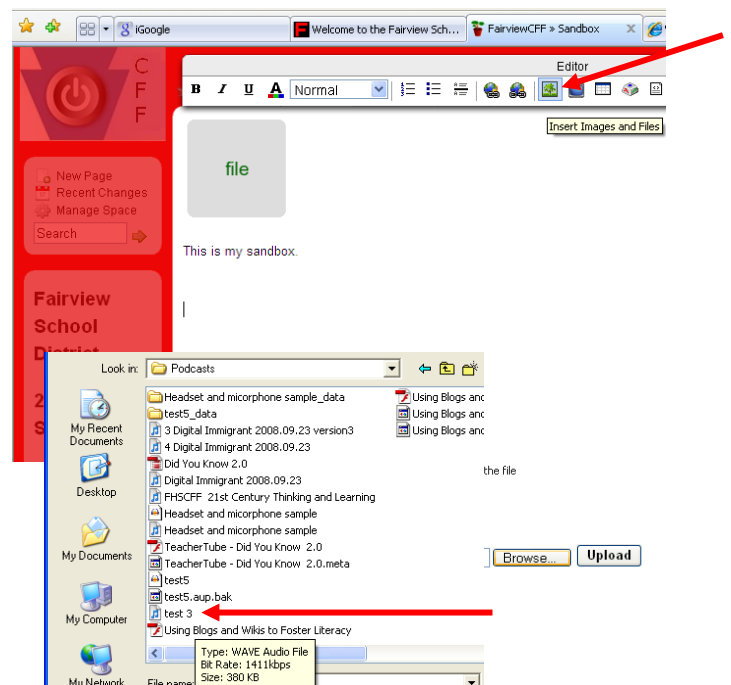 iGoogle
Welcome to the Fairview Sch...
FairviewCFF » Sandbox
x
C
F
F
Editor
B I U A Normal
Insert Images and Files
file
New Page
Recent Changes
Manage Space
Search
This is my sandbox.
Fairview
School
District
2
S
Look in:
Podcasts
My Recent
Documents
Desktop
My Documents
My Computer
My Network
Headset and micorphone sample_data
test5_data
3 Digital Immigrant 2008.09.23 version3
4 Digital Immigrant 2008.09.23
Did You Know 2.0
Digital Immigrant 2008.09.23
FHSCFF 21st Century Thinking and Learning
Headset and micorphone sample
Headset and micorphone sample
TeacherTube - Did You Know 2.0
TeacherTube - Did You Know 2.0.meta
test5
test5.aup.bak
test 3
Using Blogs and Wikis to Foster Literacy
Using Blogs and
Using Blogs and
Using Blogs and
Type: WAVE Audio File
Bit Rate: 1411kbps
Size: 380 KB
File name:
the file
Browse...
Upload